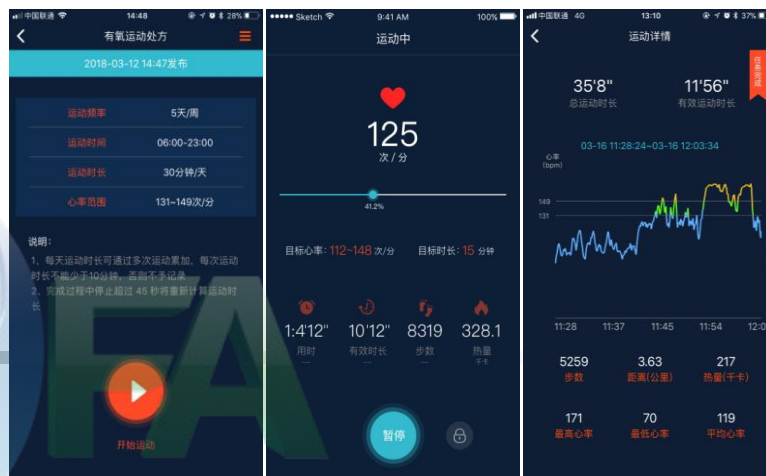 中国联通
14:48
28%
有氧运动处方
2018-03-12 14:47发布
运动频率 5天/周
运动时间 06:00-23:00
运动时长 30分钟/天
心率范围 131~149次/分
说明：
1、每天运动时长可通过多次运动累加，每次运动
时长不能少于10分钟，否则不予记录
2、完成过程中停止超过 45 秒将重新计算运动时
长
开始运动
Sketch
9:41 AM
100%
运动中
125
次 / 分
41.2%
目标心率：112~148 次/分
目标时长：15 分钟
1:4'12" 10'12" 8319 328.1
用时 有效时长 步数 热量
千卡
暂停
中国联通 4G
13:10
37%
运动详情
任务完成
35'8" 11'56"
总运动时长 有效运动时长
03-16 11:28:24~03-16 12:03:34
心率
(bpm)
149
131
11:28 11:37 11:45 11:54 12:0
5259 3.63 217
步数 距离(公里) 热量(千卡)
171 70 119
最高心率 最低心率 平均心率
FA